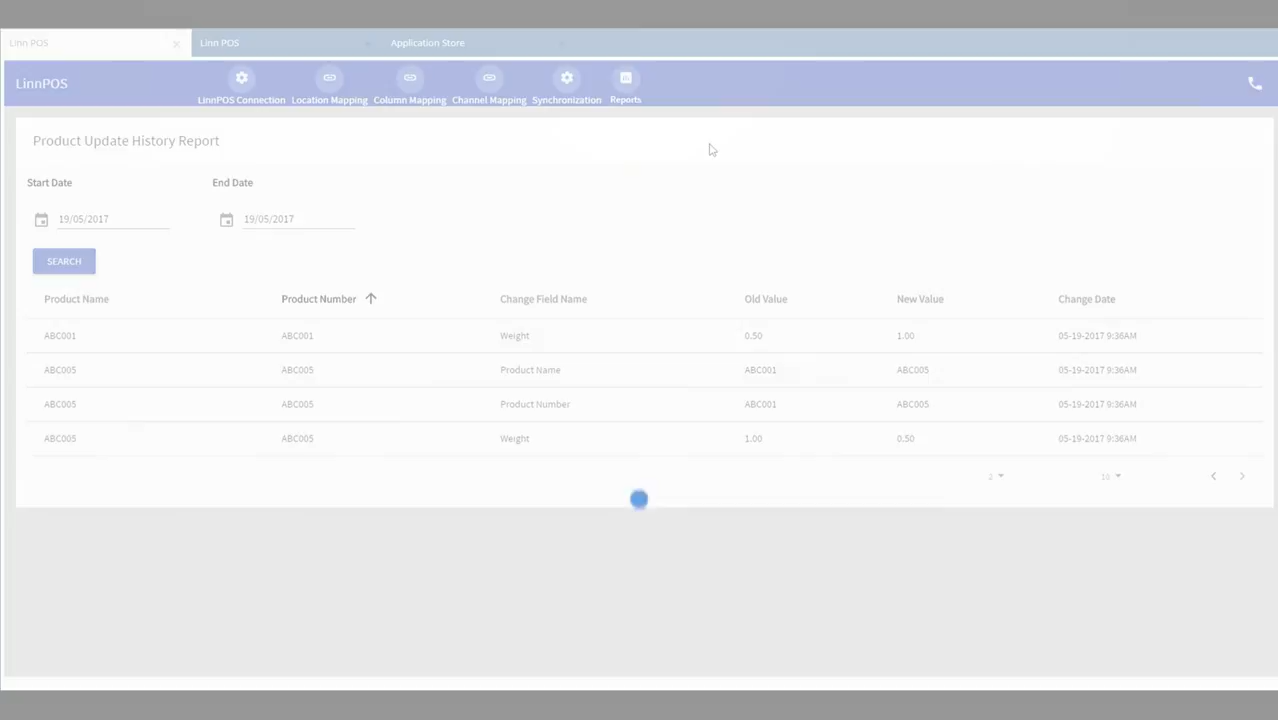 Linn POS
Linn POS
Application Store
LinnPOS
LinnPOS Connection
Location Mapping
Column Mapping
Channel Mapping
Synchronization
Reports
Product Update History Report
Start Date
End Date
19/05/2017
19/05/2017
SEARCH
Product Name Product Number Change Field Name Old Value New Value Change Date
ABC001 ABC001 Weight 0.50 1.00 05-19-2017 9:36AM
ABC005 ABC005 Product Name ABC001 ABC005 05-19-2017 9:36AM
ABC005 ABC005 Product Number ABC001 ABC005 05-19-2017 9:36AM
ABC005 ABC005 Weight 1.00 0.50 05-19-2017 9:36AM
2 10